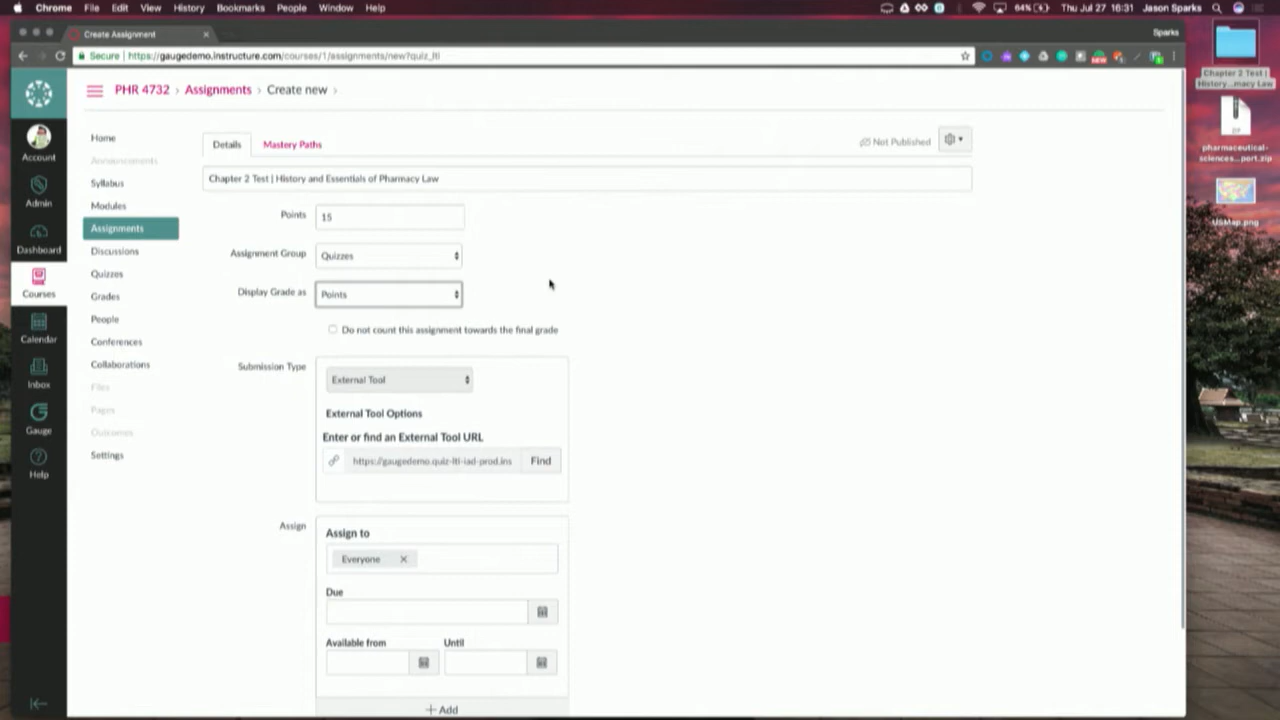 Chrome File Edit View History Bookmarks People Window Help 64% Thu Jul 27 16:31 Jason Sparks
Create Assignment × Sparks
Secure | https://gaugedemo.instructure.com/courses/1/assignments/new?quiz_lti
PHR 4732 › Assignments › Create new ›
Account
Admin
Dashboard
Courses
Calendar
Inbox
Gauge
Help
Home
Announcements
Syllabus
Modules
Assignments
Discussions
Quizzes
Grades
People
Conferences
Collaborations
Files
Pages
Outcomes
Settings
Details Mastery Paths Not Published
Chapter 2 Test | History and Essentials of Pharmacy Law
Points 15
Assignment Group Quizzes
Display Grade as Points
Do not count this assignment towards the final grade
Submission Type
External Tool
External Tool Options
Enter or find an External Tool URL
https://gaugedemo.quiz-lti-iad-prod.ins Find
Assign
Assign to
Everyone ×
Due
Available from Until
+ Add
Chapter 2 Test |
History ...macy Law
pharmaceutical-
sciences...port.zip
USMap.png